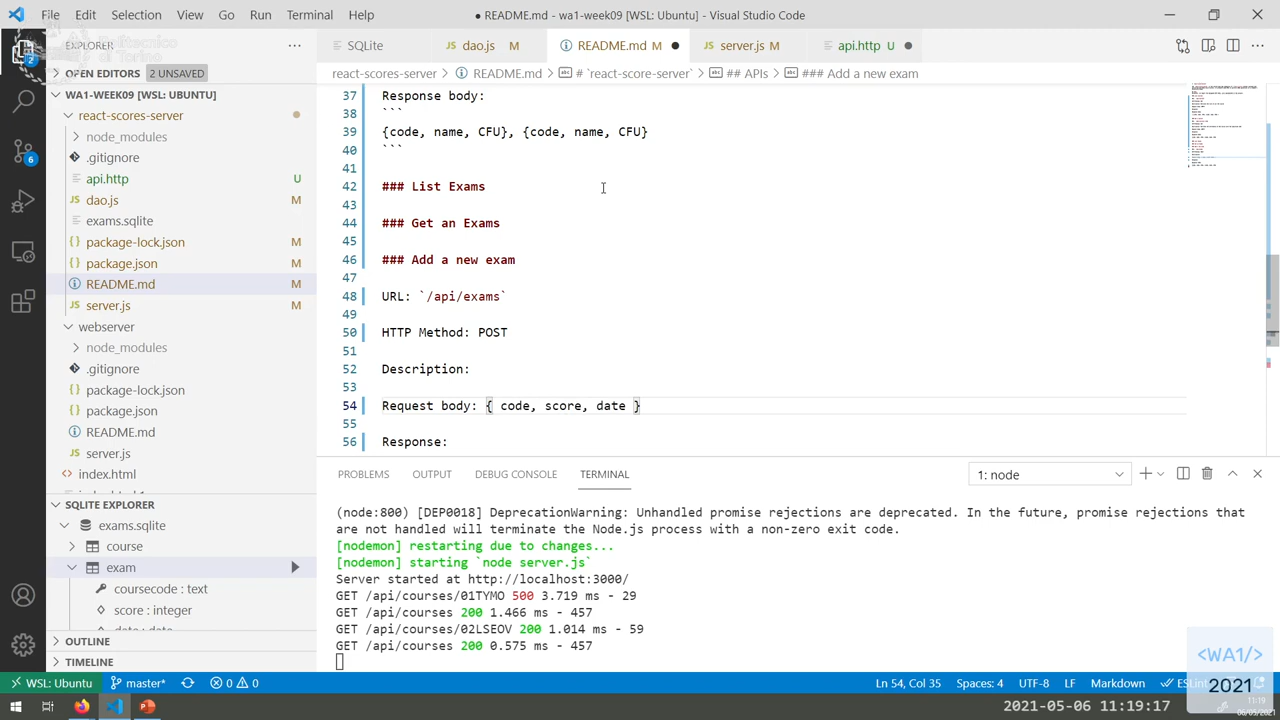 File Edit Selection View Go Run Terminal Help
● README.md - wa1-week09 [WSL: Ubuntu] - Visual Studio Code
EXPLORER
SQLite
dao.js M
README.md M
server.js M
api.http U
OPEN EDITORS 2 UNSAVED
react-scores-server > README.md > # `react-score-server` > ## APIs > ### Add a new exam
WA1-WEEK09 [WSL: UBUNTU]
react-scores-server
node_modules
.gitignore
api.http U
dao.js M
exams.sqlite
package-lock.json M
package.json M
README.md M
server.js M
webserver
node_modules
.gitignore
package-lock.json
package.json
README.md
server.js
index.html
SQLITE EXPLORER
exams.sqlite
course
exam
coursecode : text
score : integer
OUTLINE
TIMELINE
37 Response body:
38 ```
39 {code, name, CFU}, {code, name, CFU}
40 ```
41
42 ### List Exams
43
44 ### Get an Exams
45
46 ### Add a new exam
47
48 URL: `/api/exams`
49
50 HTTP Method: POST
51
52 Description:
53
54 Request body: { code, score, date }
55
56 Response:
PROBLEMS OUTPUT DEBUG CONSOLE TERMINAL
1: node
(node:800) [DEP0018] DeprecationWarning: Unhandled promise rejections are deprecated. In the future, promise rejections that
are not handled will terminate the Node.js process with a non-zero exit code.
[nodemon] restarting due to changes...
[nodemon] starting `node server.js`
Server started at http://localhost:3000/
GET /api/courses/01TYMO 500 3.719 ms - 29
GET /api/courses 200 1.466 ms - 457
GET /api/courses/02LSEOV 200 1.014 ms - 59
GET /api/courses 200 0.575 ms - 457
<WA1/>
2021
WSL: Ubuntu master* 0 0
Ln 54, Col 35 Spaces: 4 UTF-8 LF Markdown
2021-05-06 11:19:17
11:19
06/05/2021